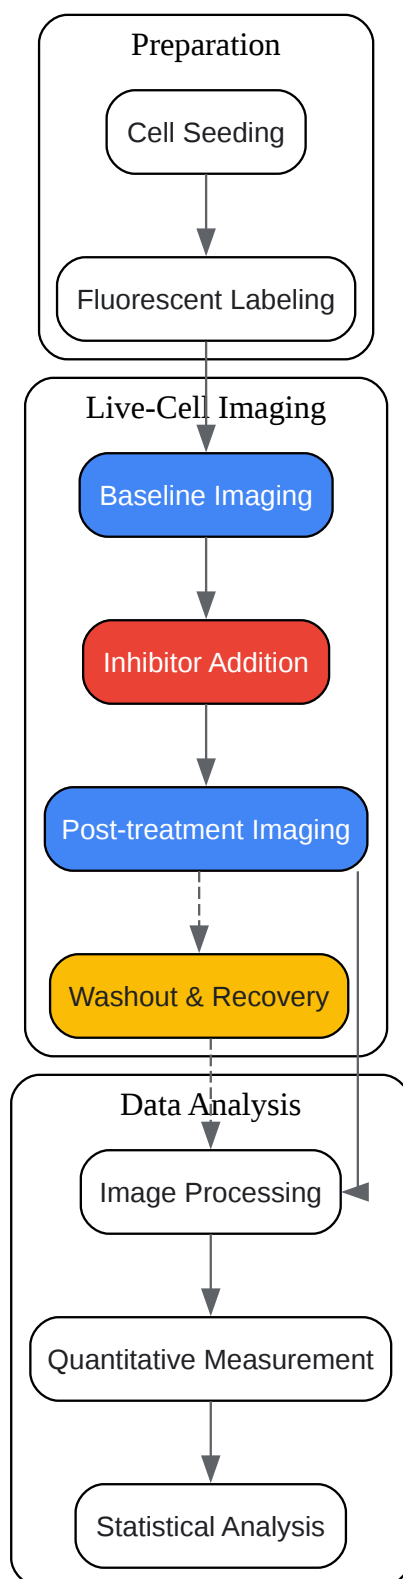 Preparation
Cell Seeding
Fluorescent Labeling
Live-Cell Imaging
Baseline Imaging
Inhibitor Addition
Post-treatment Imaging
Washout & Recovery
Data Analysis
Image Processing
Quantitative Measurement
Statistical Analysis